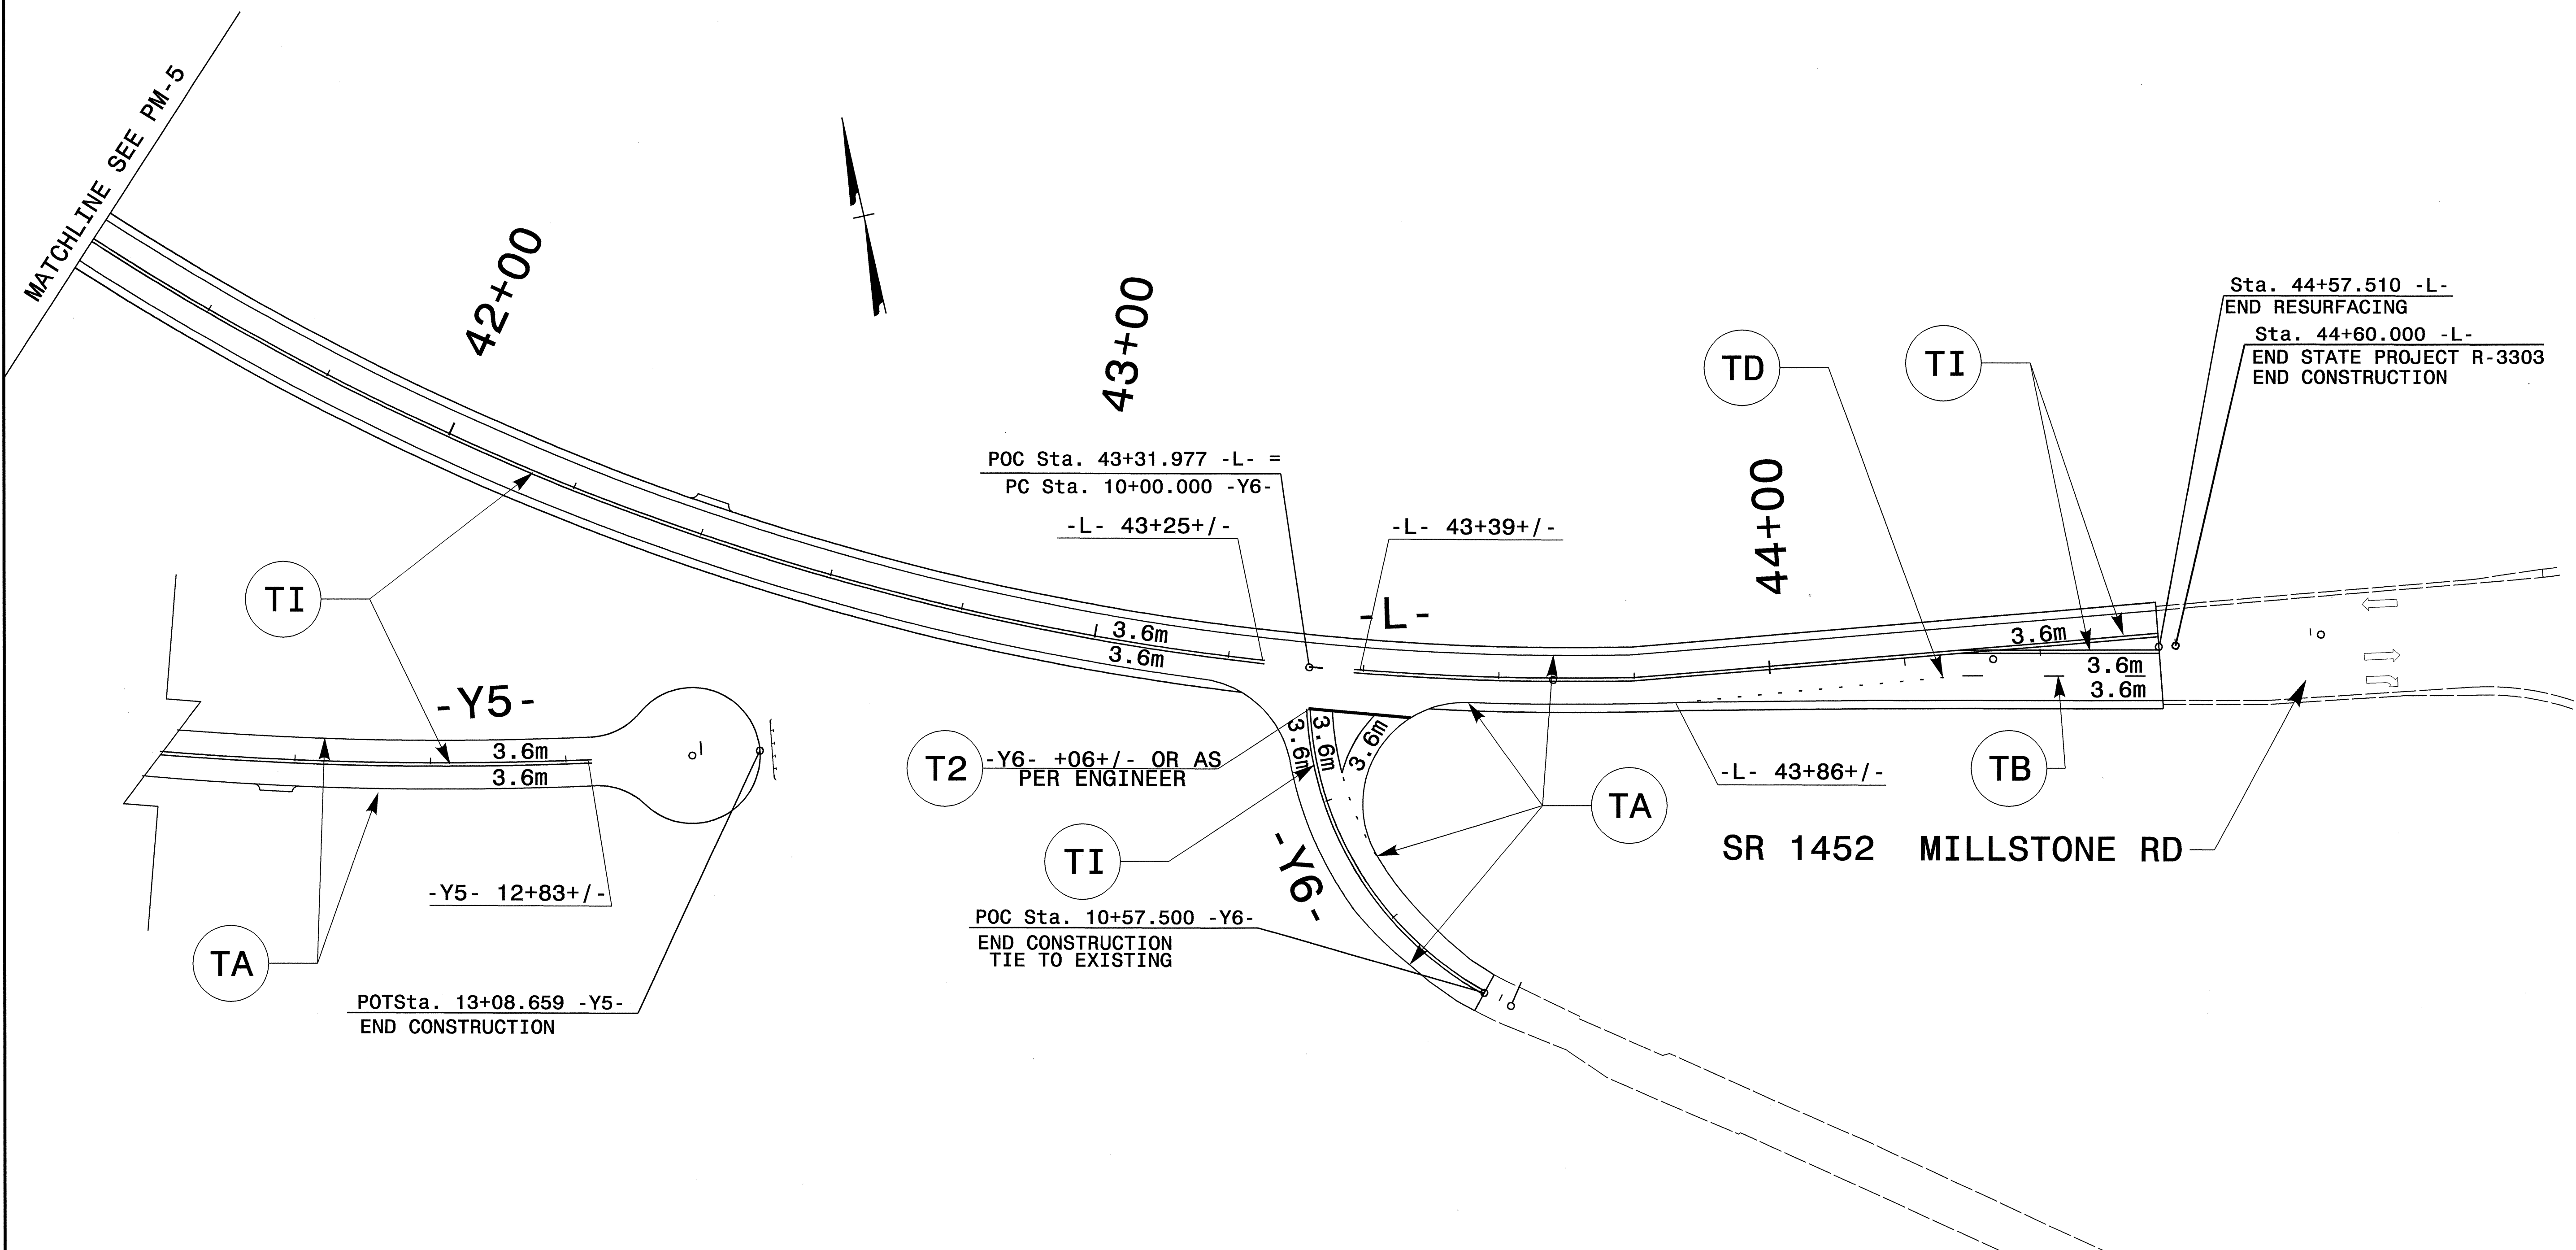 MATCHLINE SEE PM-5
42+00
43+00
44+00
Sta. 44+57.510 -L-
END RESURFACING
Sta. 44+60.000 -L-
END STATE PROJECT R-3303
END CONSTRUCTION
TD
TI
POC Sta. 43+31.977 -L- =
PC Sta. 10+00.000 -Y6-
-L- 43+25+/-
-L- 43+39+/-
TI
-L-
3.6m
3.6m
3.6m
3.6m
3.6m
-Y5-
3.6m
3.6m
T2
-Y6- +06+/- OR AS
PER ENGINEER
3.6m
3.6m
3.6m
TI
-Y6-
TA
-L- 43+86+/-
TB
SR 1452 MILLSTONE RD
-Y5- 12+83+/-
POC Sta. 10+57.500 -Y6-
END CONSTRUCTION
TIE TO EXISTING
TA
POTSta. 13+08.659 -Y5-
END CONSTRUCTION